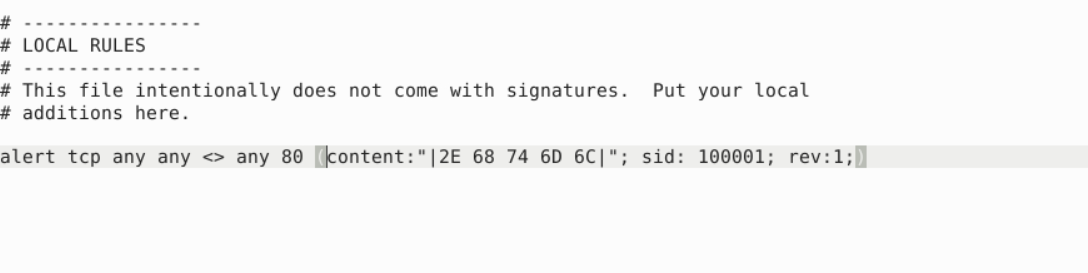 # ----------------
# LOCAL RULES
# ----------------
# This file intentionally does not come with signatures.  Put your local
# additions here.
alert tcp any any <> any 80 (content:"|2E 68 74 6D 6C|"; sid: 100001; rev:1;)